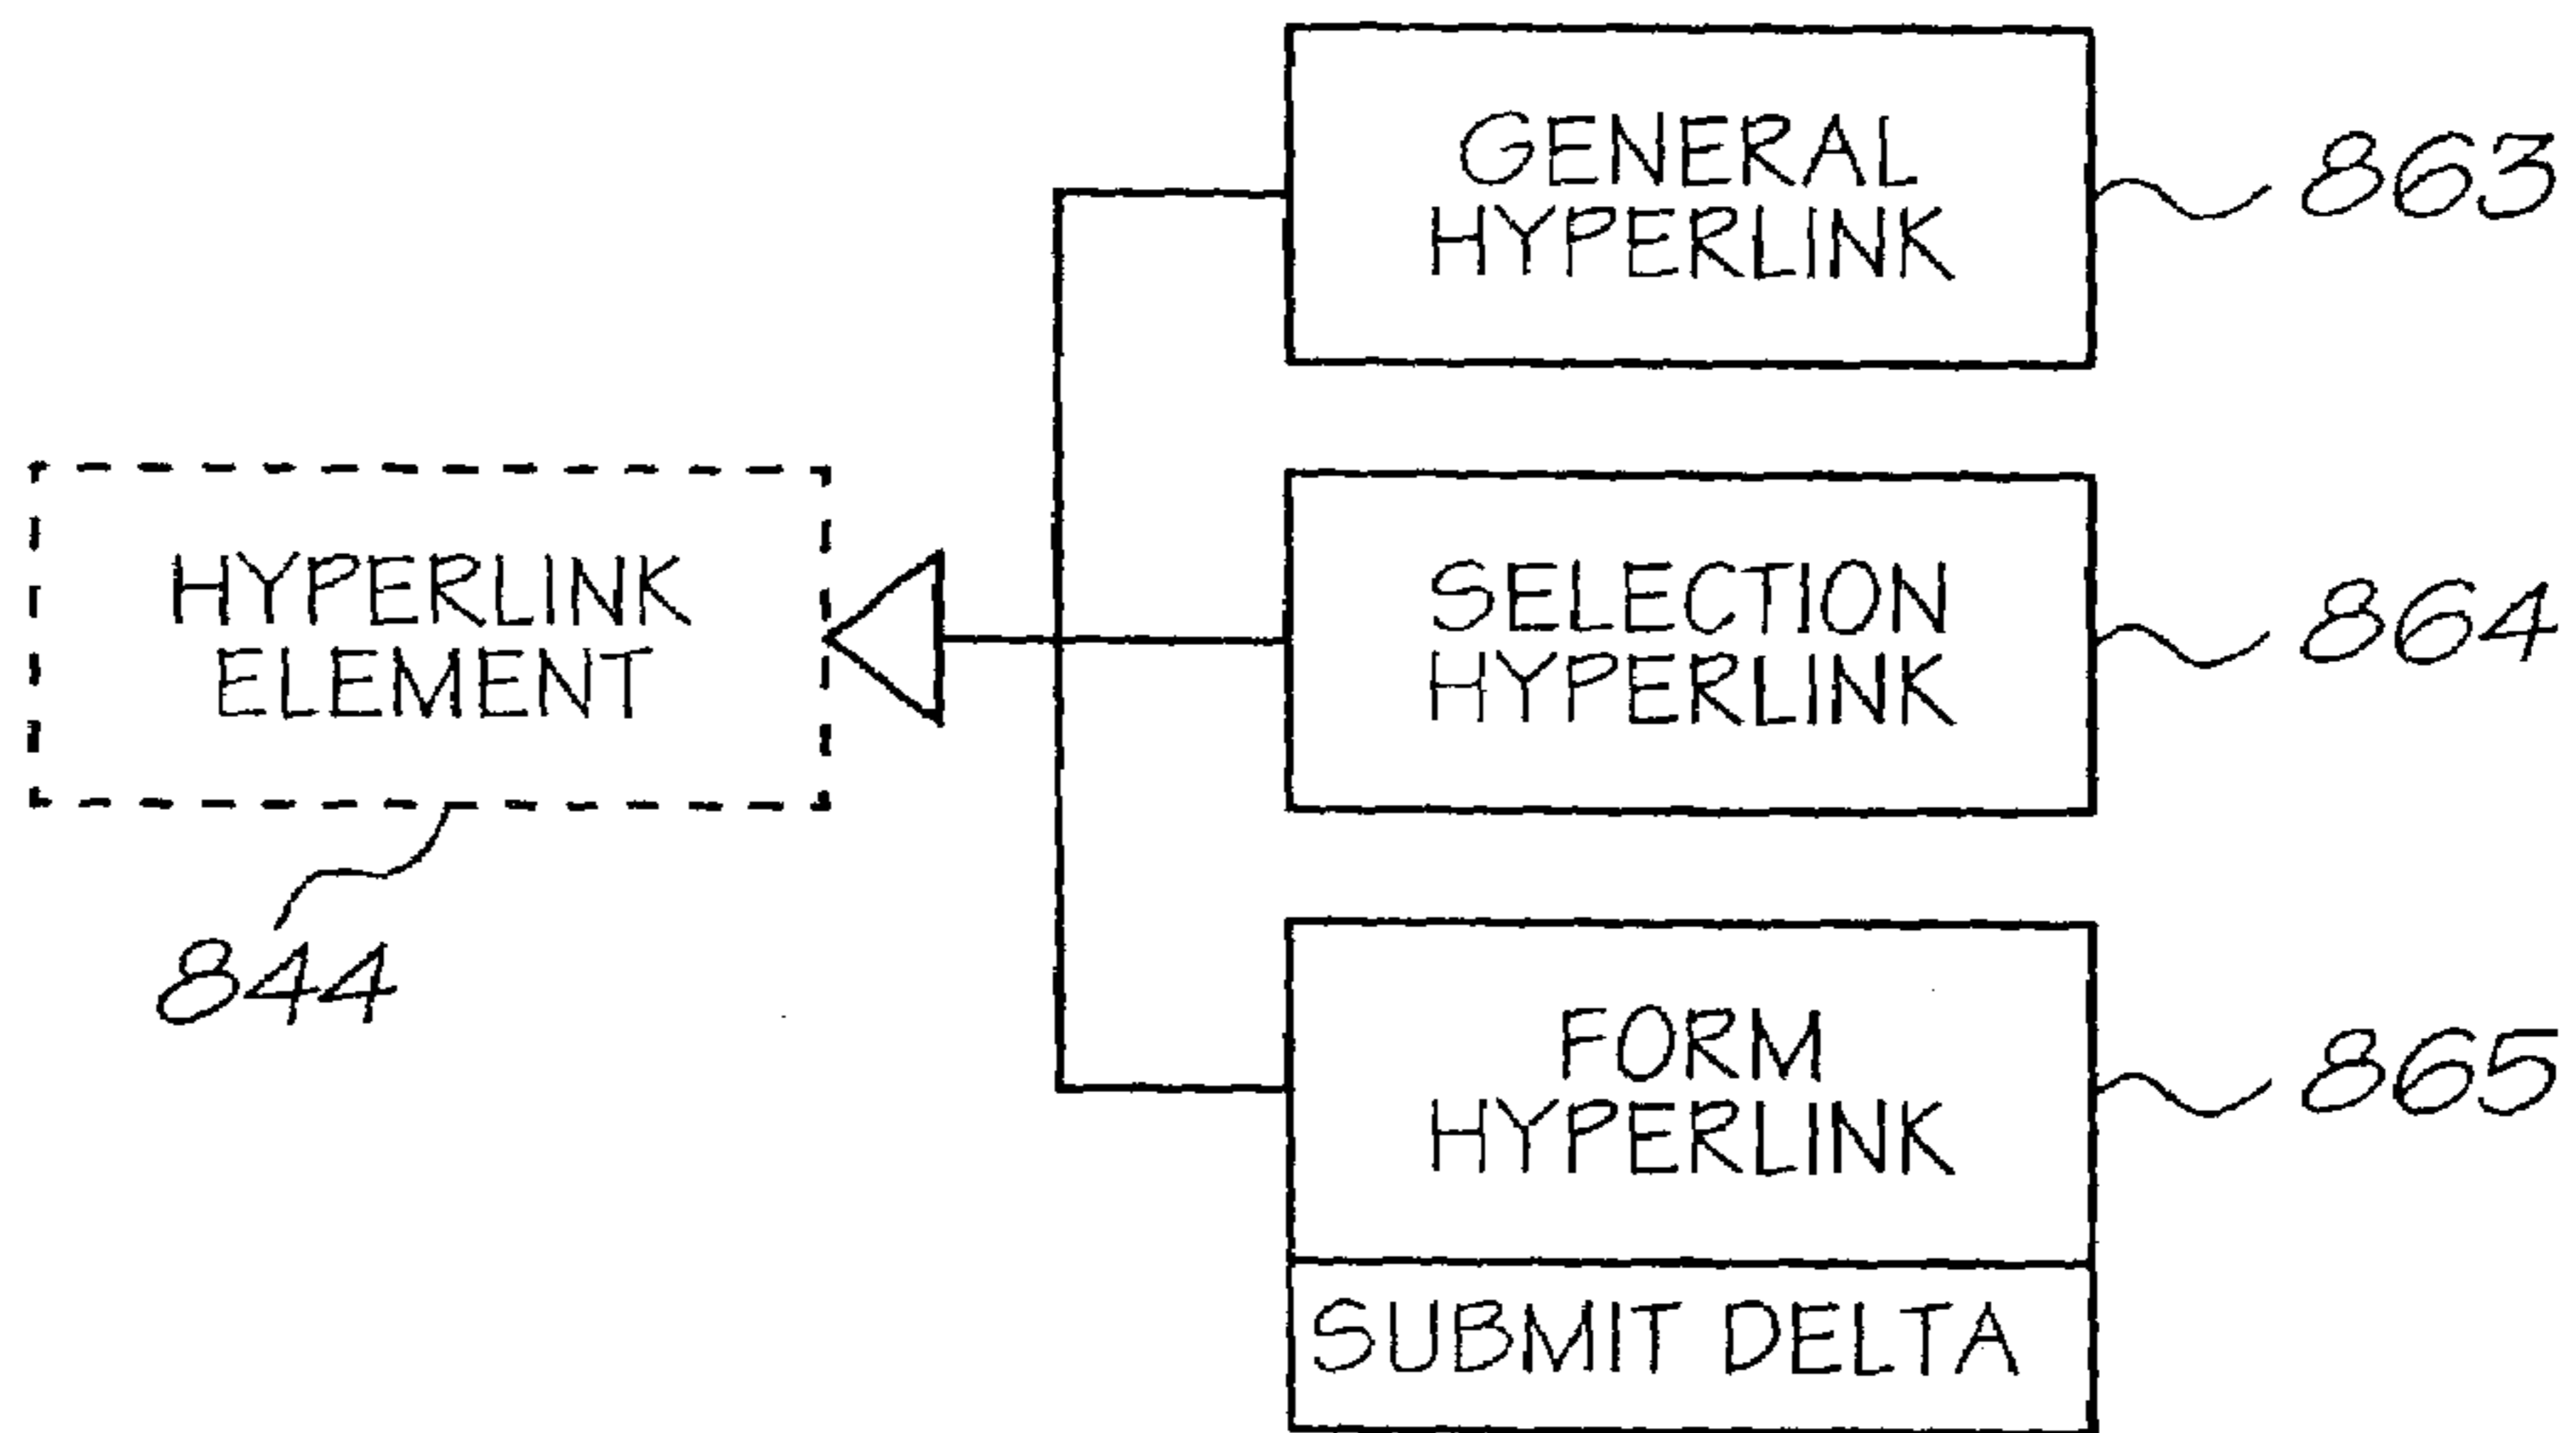 GENERAL
HYPERLINK
863
HYPERLINK
ELEMENT
844
SELECTION
HYPERLINK
864
FORM
HYPERLINK
865
SUBMIT DELTA